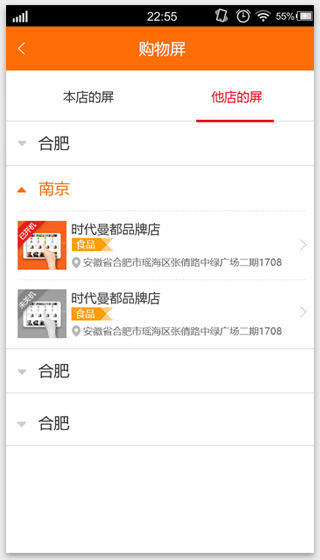 22:55
55%
购物屏
本店的屏
他店的屏
合肥
南京
已开机
时代曼都品牌店
食品
安徽省合肥市瑶海区张倩路中绿广场二期1708
未关机
时代曼都品牌店
食品
安徽省合肥市瑶海区张倩路中绿广场二期1708
合肥
合肥